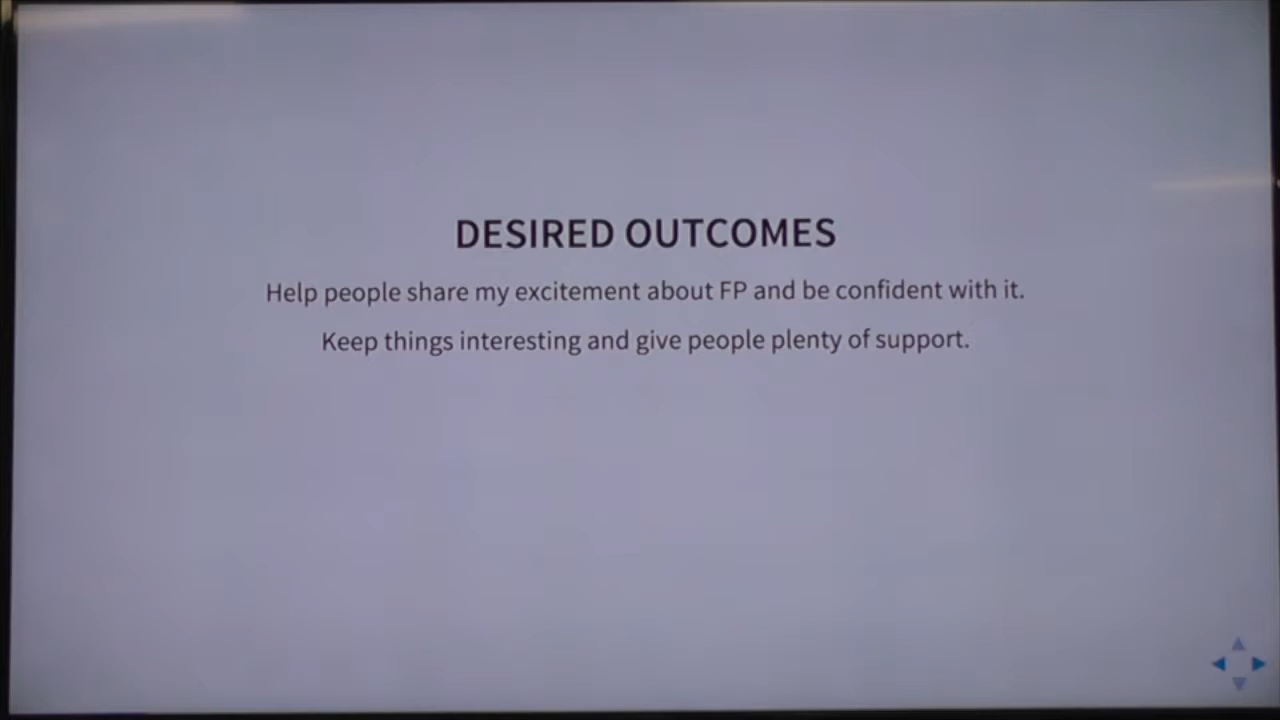 DESIRED OUTCOMES
Help people share my excitement about FP and be confident with it.
Keep things interesting and give people plenty of support.